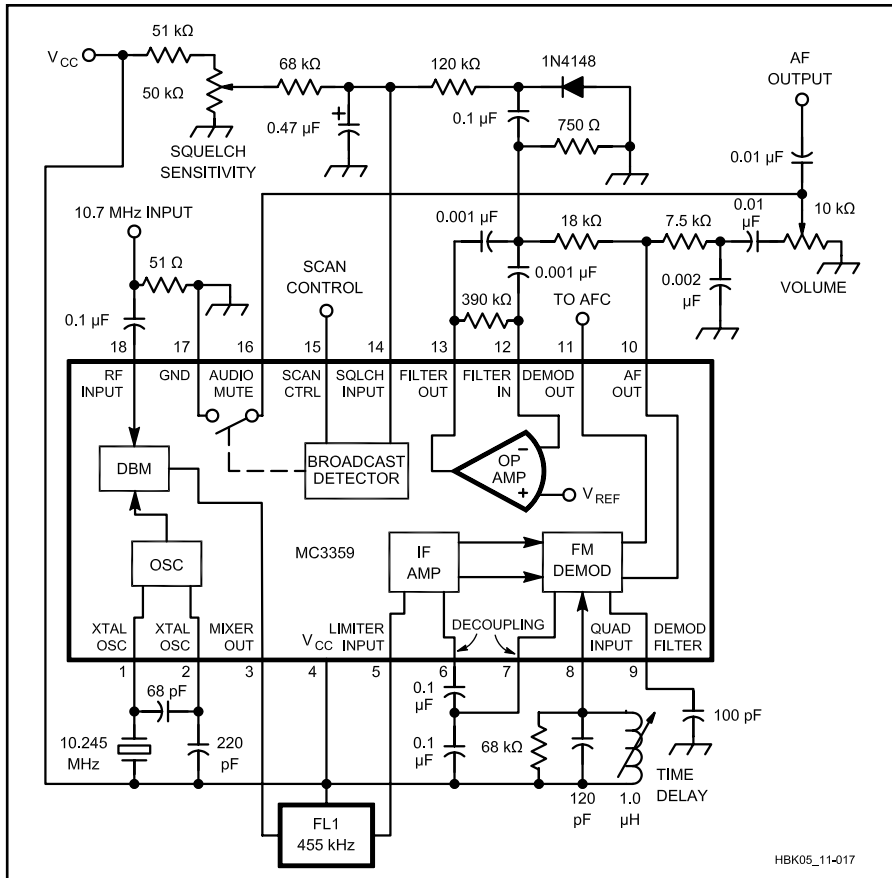 51 kΩ
V CC
68 kΩ
120 kΩ
1N4148
AF
OUTPUT
50 kΩ
+
0.47 µF
0.1 µF
750 Ω
SQUELCH
SENSITIVITY
0.01 µF
10.7 MHz INPUT
0.001 µF
18 kΩ
7.5 kΩ
0.01
µF
10 kΩ
51 Ω
SCAN
CONTROL
0.001 µF
0.002
µF
VOLUME
390 kΩ
TO AFC
0.1 µF
18 17 16 15 14 13 12 11 10
RF
INPUT
GND
AUDIO
MUTE
SCAN
CTRL
SQLCH
INPUT
FILTER
OUT
FILTER
IN
DEMOD
OUT
AF
OUT
DBM
BROADCAST
DETECTOR
–
OP
AMP
+
V REF
OSC
MC3359
IF
AMP
FM
DEMOD
XTAL
OSC
XTAL
OSC
MIXER
OUT
V CC
LIMITER
INPUT
DECOUPLING
QUAD
INPUT
DEMOD
FILTER
1 2 3 4 5 6 7 8 9
68 pF
0.1
µF
10.245
MHz
220
pF
0.1
µF
68 kΩ
100 pF
TIME
DELAY
120
pF
1.0
µH
FL1
455 kHz
HBK05_11-017